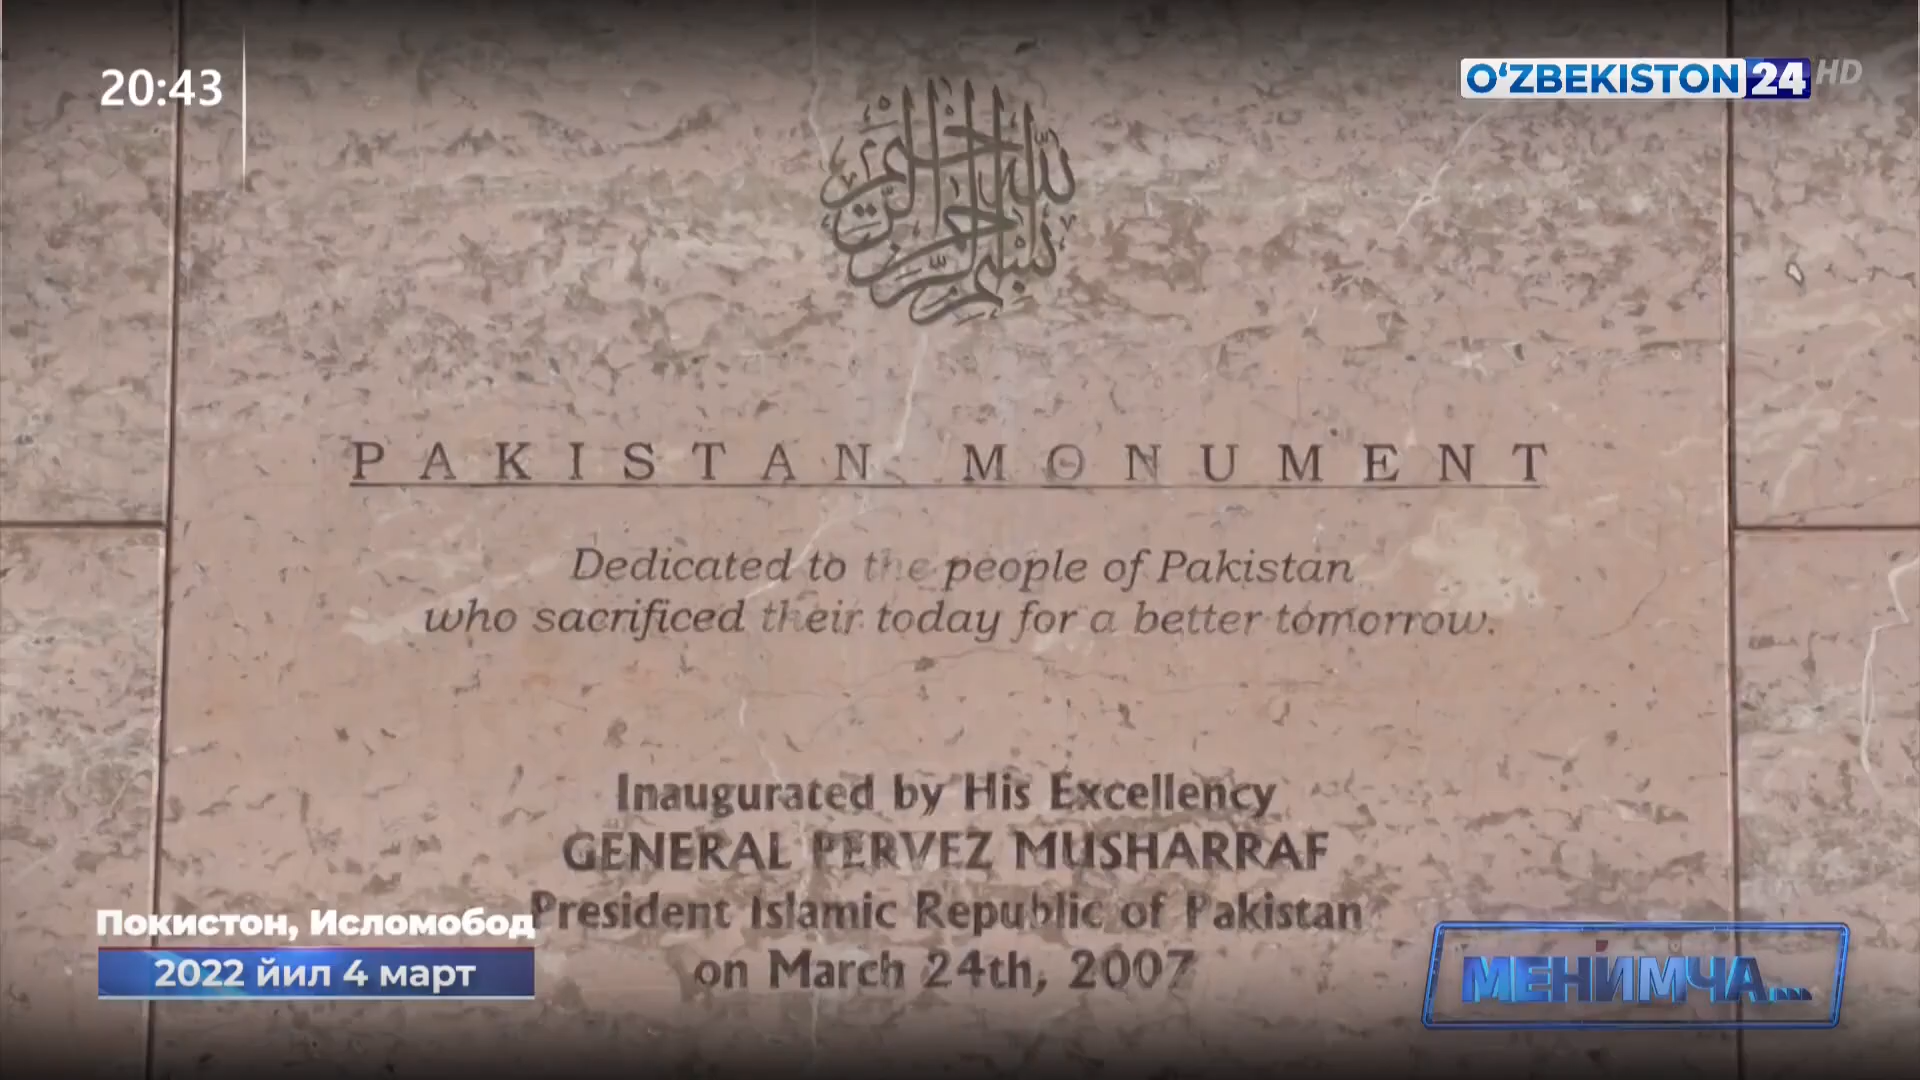 20:43
O‘ZBEKISTON 24 HD
بسم الله الرحمن الرحيم
PAKISTAN MONUMENT
Dedicated to the people of Pakistan
who sacrificed their today for a better tomorrow.
Inaugurated by His Excellency
GENERAL PERVEZ MUSHARRAF
President Islamic Republic of Pakistan
on March 24th, 2007
Покистон, Исломобод
2022 йил 4 март
МЕНИМЧА...